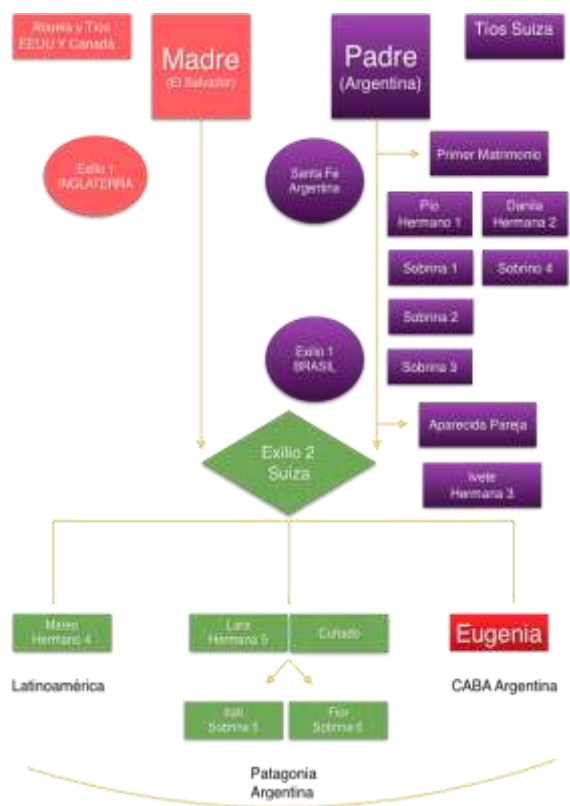 Abuela y Tíos
EEUU Y Canadá
Madre
(El Salvador)
Padre
(Argentina)
Tíos Suiza
Exilio 1
INGLATERRA
Santa Fé
Argentina
Primer Matrimonio
Pío
Hermano 1
Danila
Hermana 2
Sobrina 1
Sobrino 4
Sobrina 2
Exilio 1
BRASIL
Sobrina 3
Aparecida Pareja
Exilio 2
Suiza
Ivete
Hermana 3
Mateo
Hermano 4
Lara
Hermana 5
Cuñado
Eugenia
Latinoamérica
CABA Argentina
Sobrina 5
Flor
Sobrina 6
Patagonia
Argentina